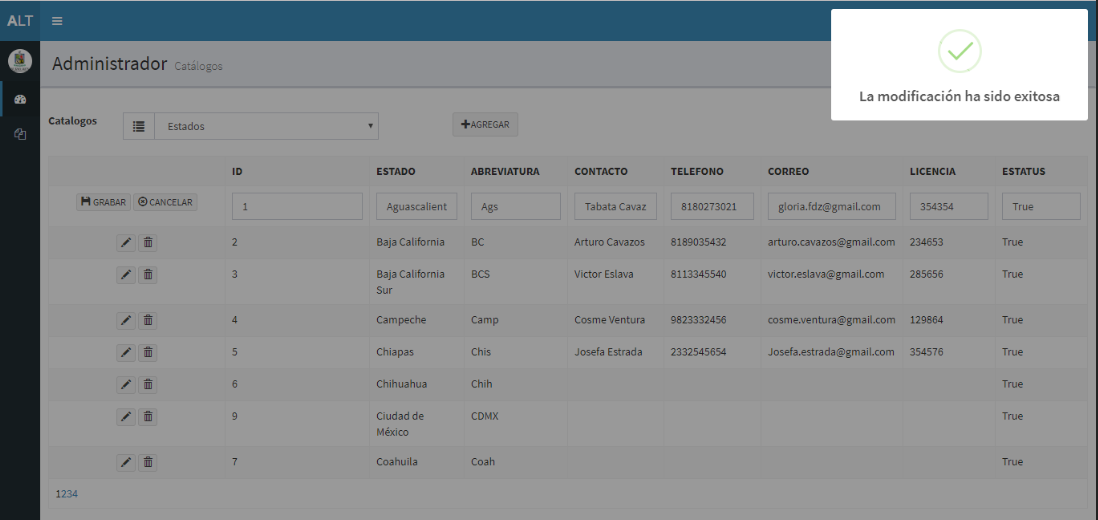 ALT
La modificación ha sido exitosa
Administrador Catálogos
Catalogos Estados AGREGAR
ID ESTADO ABREVIATURA CONTACTO TELEFONO CORREO LICENCIA ESTATUS
GRABAR CANCELAR 1 Aguascalient Ags Tabata Cavaz 8180273021 gloria.fdz@gmail.com 354354 True
2 Baja California BC Arturo Cavazos 8189035432 arturo.cavazos@gmail.com 234653 True
3 Baja California BCS Victor Eslava 8113345540 victor.eslava@gmail.com 285656 True
Sur
4 Campeche Camp Cosme Ventura 9823332456 cosme.ventura@gmail.com 129864 True
5 Chiapas Chis Josefa Estrada 2332545654 Josefa.estrada@gmail.com 354576 True
6 Chihuahua Chih True
9 Ciudad de CDMX True
México
7 Coahuila Coah True
1234